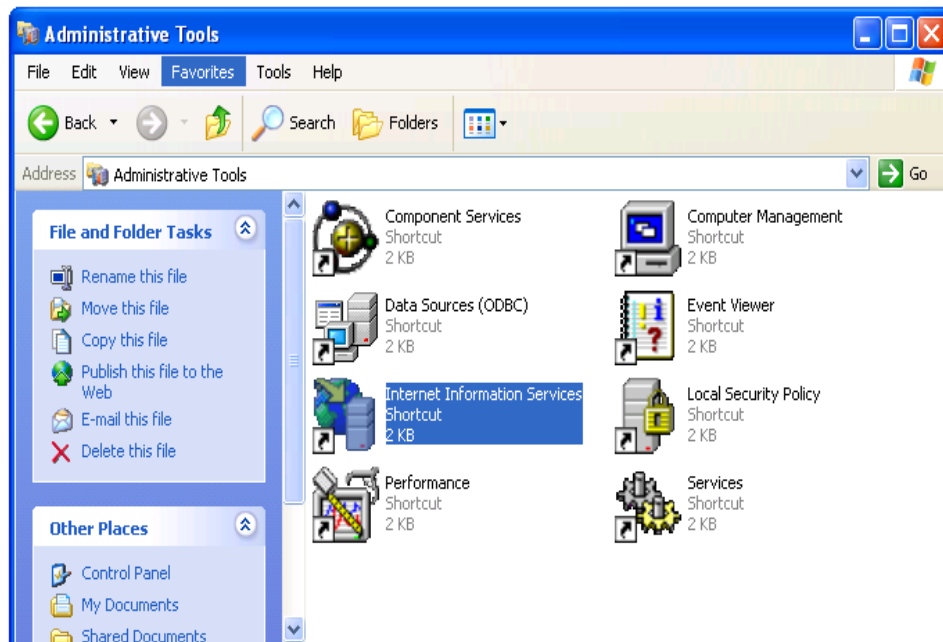 Administrative Tools
File Edit View Favorites Tools Help
Back Search Folders
Address Administrative Tools Go
File and Folder Tasks
Rename this file
Move this file
Copy this file
Publish this file to the
Web
E-mail this file
Delete this file
Other Places
Control Panel
My Documents
Shared Documents
Component Services
Shortcut
2 KB
Computer Management
Shortcut
2 KB
Data Sources (ODBC)
Shortcut
2 KB
Event Viewer
Shortcut
2 KB
Internet Information Services
Shortcut
2 KB
Local Security Policy
Shortcut
2 KB
Performance
Shortcut
2 KB
Services
Shortcut
2 KB